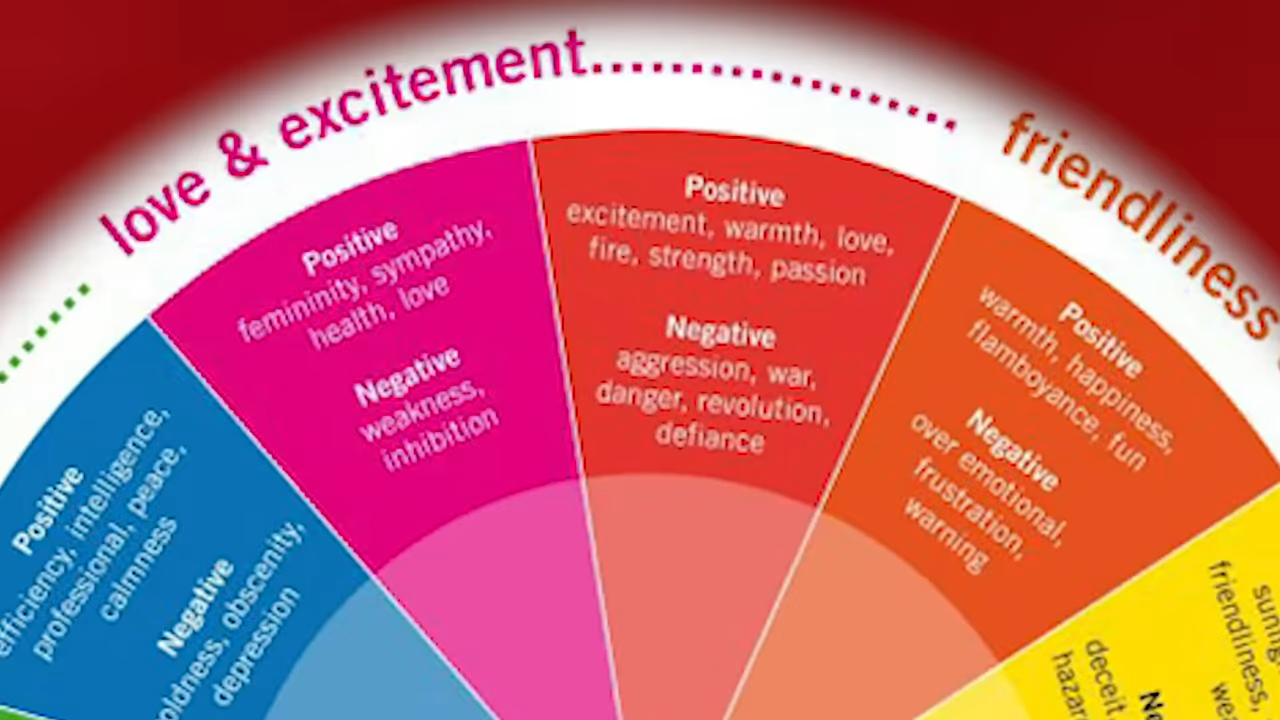 love & excitement
friendliness
Positive
efficiency, intelligence,
professional, peace,
calmness
Negative
obscenity,
depression
Positive
femininity, sympathy,
health, love
Negative
weakness,
inhibition
Positive
excitement, warmth, love,
fire, strength, passion
Negative
aggression, war,
danger, revolution,
defiance
Positive
warmth, happiness,
flamboyance, fun
Negative
over emotional,
frustration,
warning
friendliness,
deceit